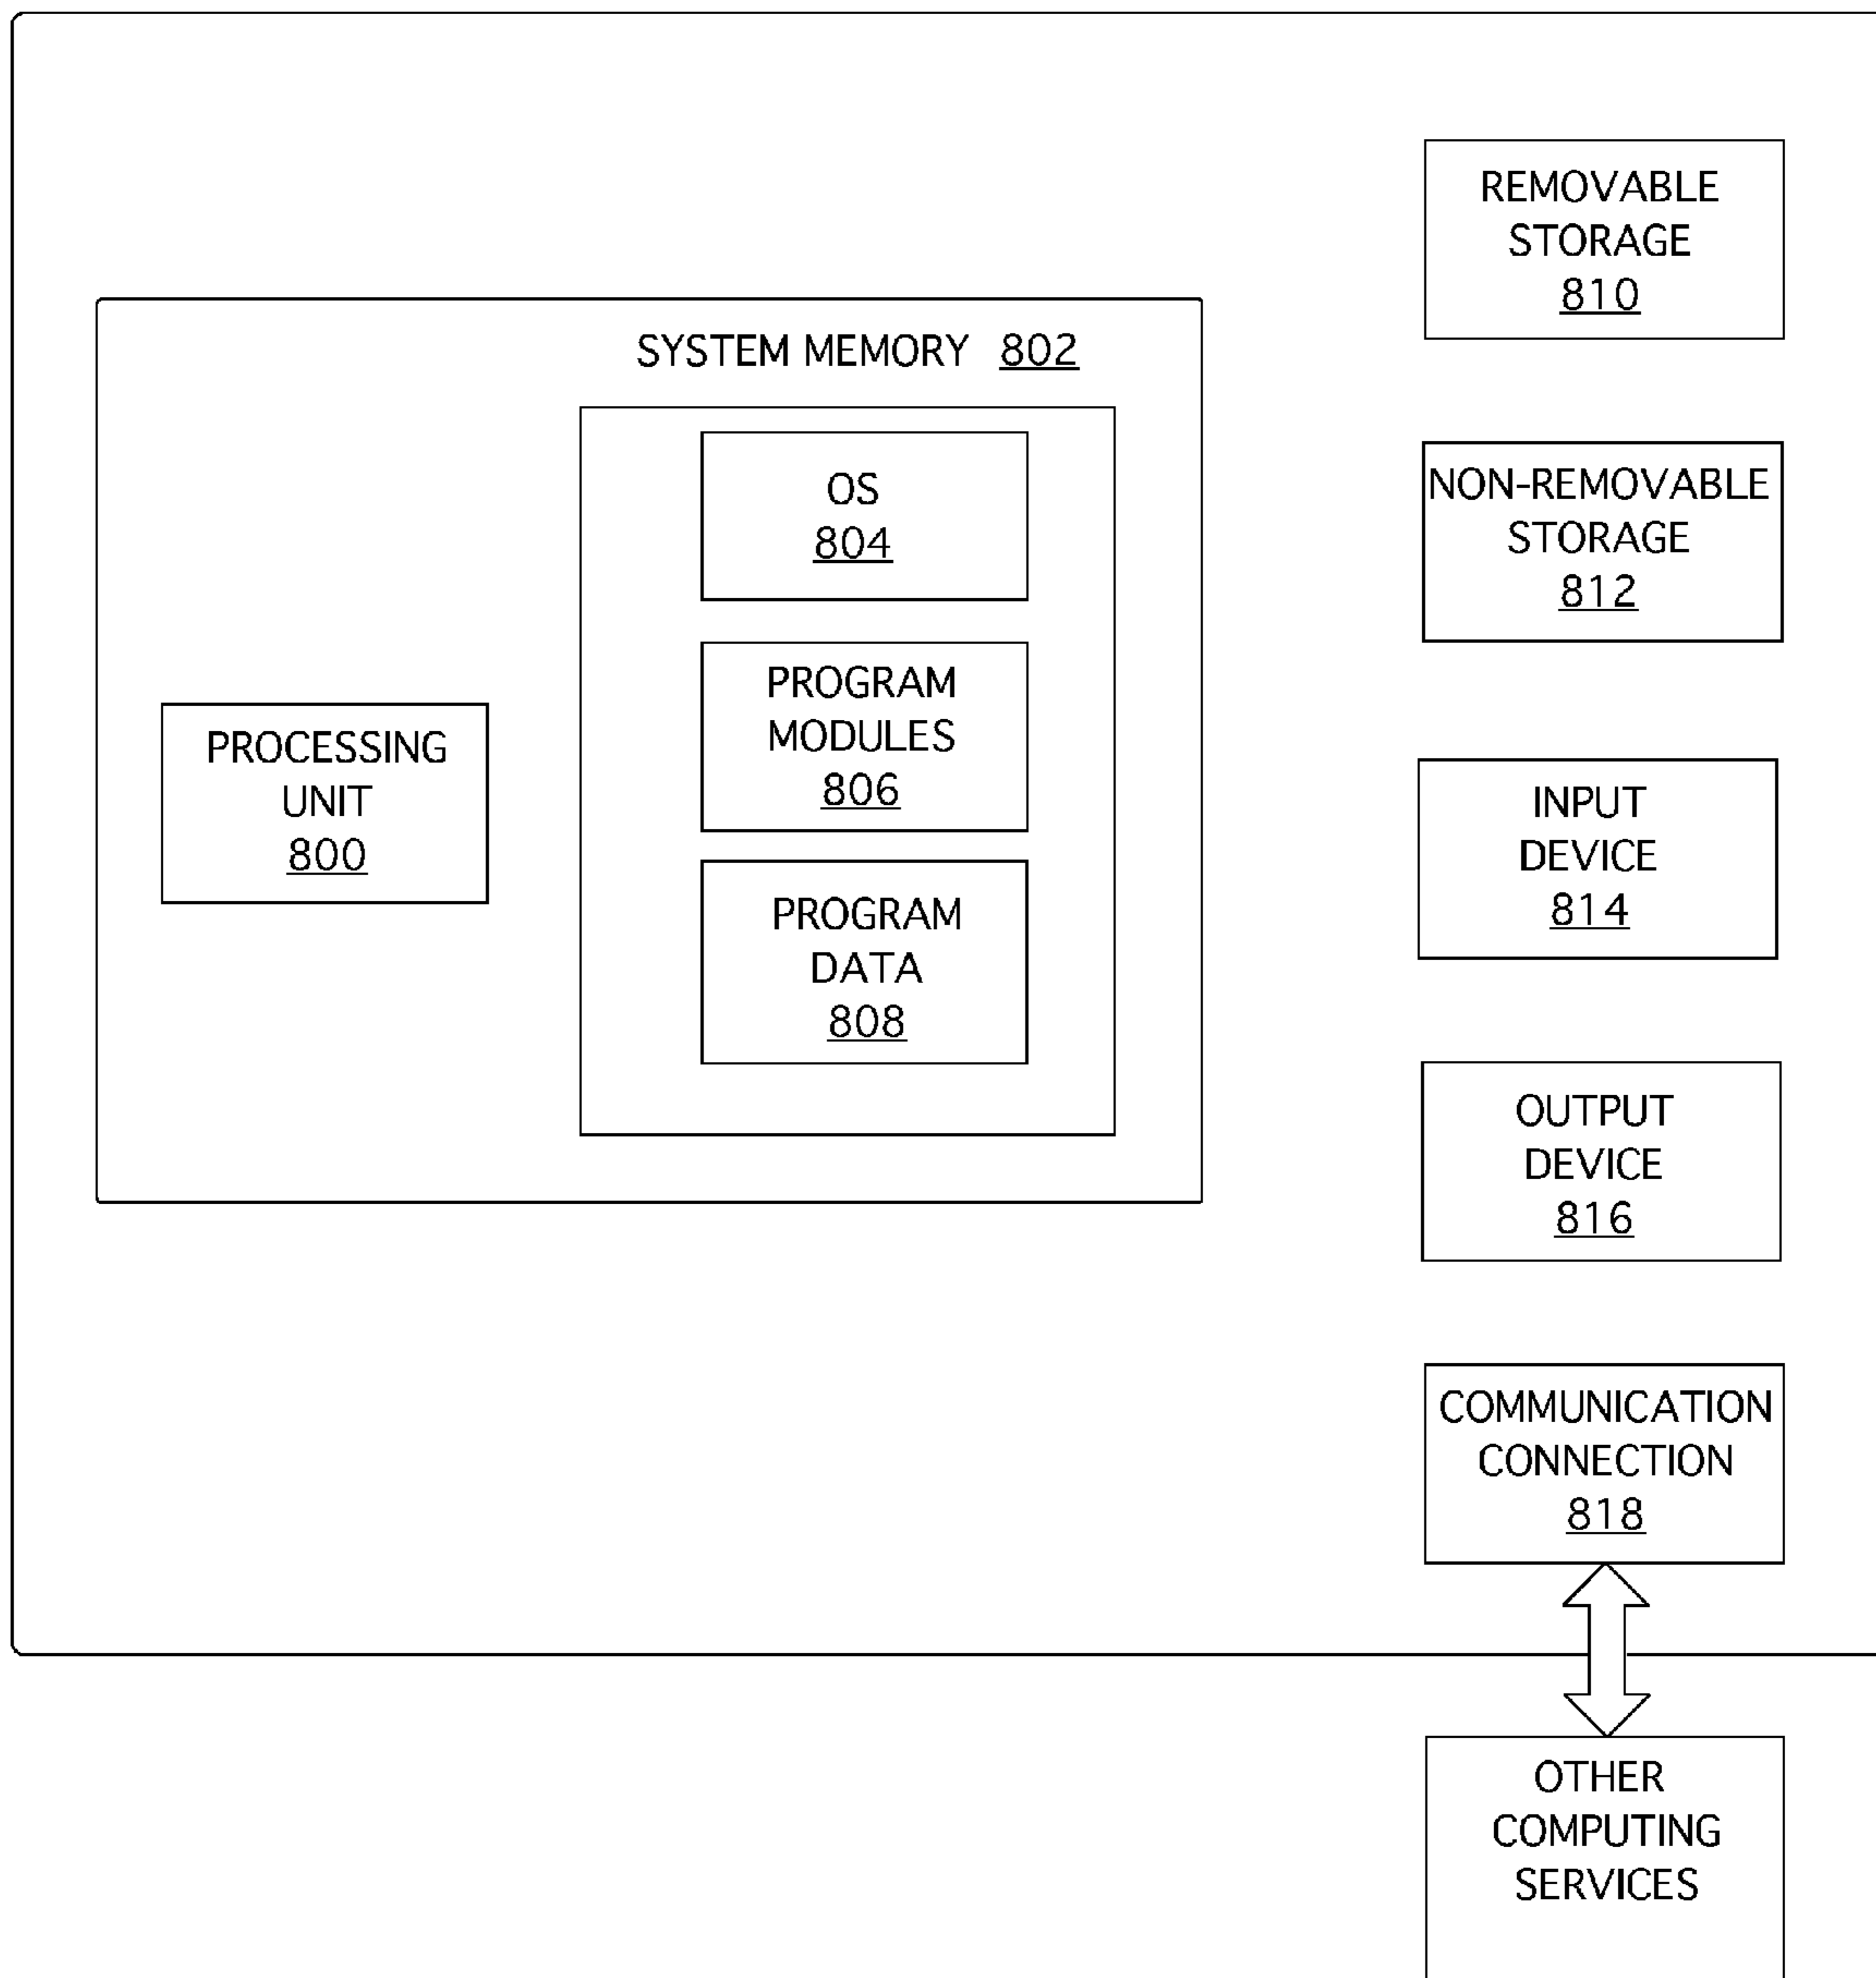 REMOVABLE
STORAGE
810
SYSTEM MEMORY 802
OS
804
NON-REMOVABLE
STORAGE
812
PROGRAM
MODULES
806
PROCESSING
UNIT
800
INPUT
DEVICE
814
PROGRAM
DATA
808
OUTPUT
DEVICE
816
COMMUNICATION
CONNECTION
818
OTHER
COMPUTING
SERVICES